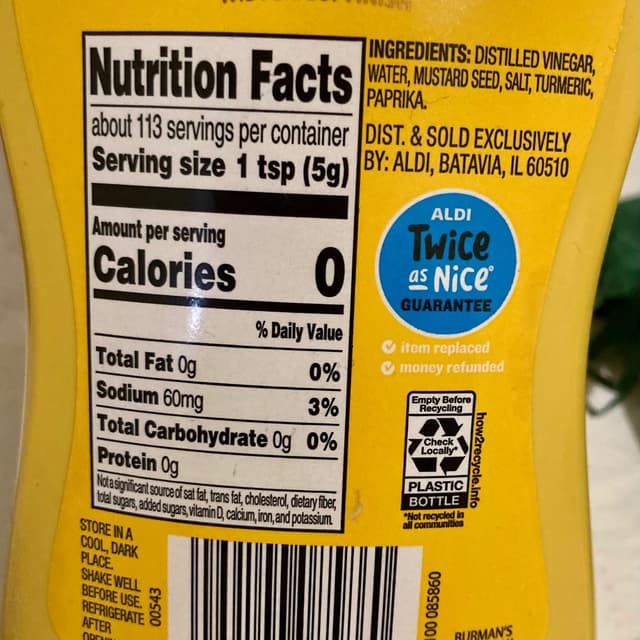 Nutrition Facts
about 113 servings per container
Serving size 1 tsp (5g)
Amount per serving
Calories 0
% Daily Value
Total Fat 0g 0%
Sodium 60mg 3%
Total Carbohydrate 0g 0%
Protein 0g
Not a significant source of sat fat, trans fat, cholesterol, dietary fiber,
total sugars, added sugars, vitamin D, calcium, iron, and potassium.
INGREDIENTS: DISTILLED VINEGAR,
WATER, MUSTARD SEED, SALT, TURMERIC,
PAPRIKA.
DIST. & SOLD EXCLUSIVELY
BY: ALDI, BATAVIA, IL 60510
ALDI
Twice
as Nice®
GUARANTEE
item replaced
money refunded
Empty Before
Recycling
Check
Locally*
PLASTIC
BOTTLE
*Not recycled in
all communities
how2recycle.info
STORE IN A
COOL, DARK
PLACE.
SHAKE WELL
BEFORE USE.
REFRIGERATE
AFTER
00543
00 085860
BURMAN'S